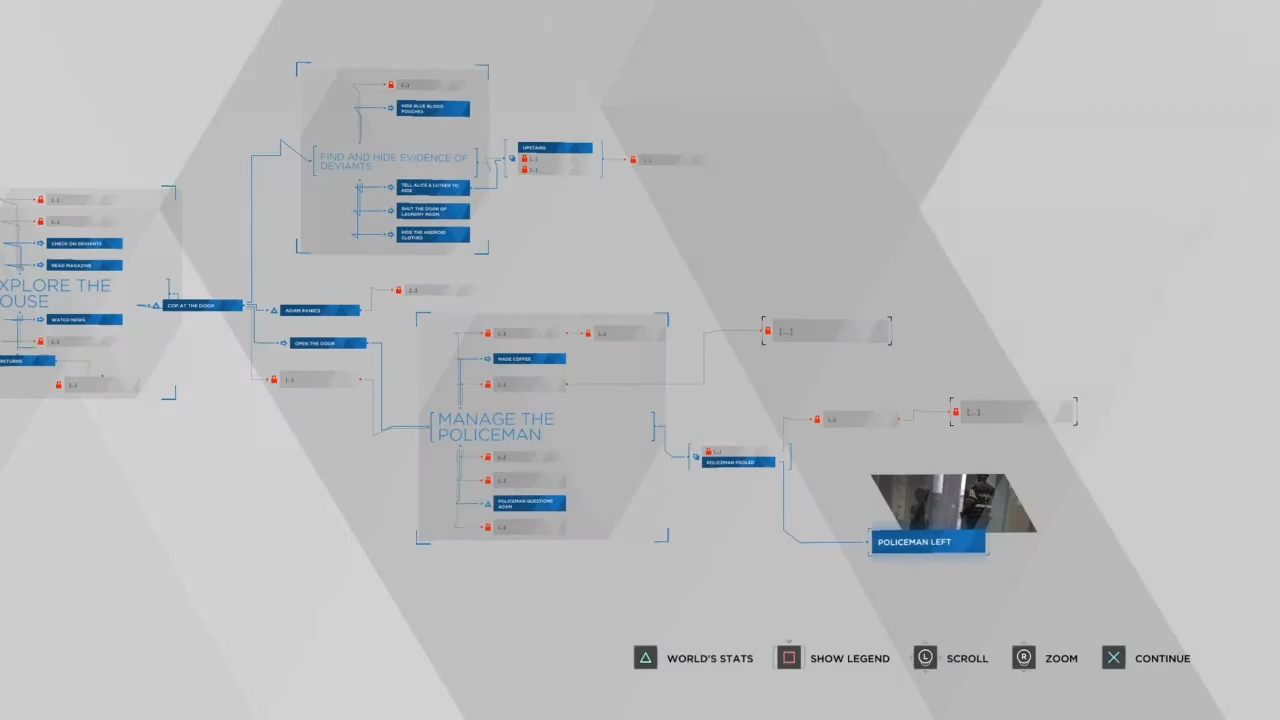 [...]
HIDE BLUE BLOOD
POUCHES
FIND AND HIDE EVIDENCE OF
DEVIANTS
UPSTAIRS
[...]
[...]
[...]
TELL ALICE & LUTHER TO
HIDE
SHUT THE DOOR OF
LAUNDRY ROOM
HIDE THE ANDROID
CLOTHES
[...]
[...]
CHECK ON DEVIANTS
READ MAGAZINE
XPLORE THE
OUSE
WATCH NEWS
[...]
RETURNS
[...]
COP AT THE DOOR
ADAM PANICS
[...]
OPEN THE DOOR
[...]
[...]
[...]
MADE COFFEE
[...]
MANAGE THE
POLICEMAN
[...]
[...]
POLICEMAN QUESTIONS
ADAM
[...]
[...]
[...]
POLICEMAN FOOLED
[...]
[...]
POLICEMAN LEFT
WORLD'S STATS
SHOW LEGEND
L
SCROLL
R
ZOOM
CONTINUE